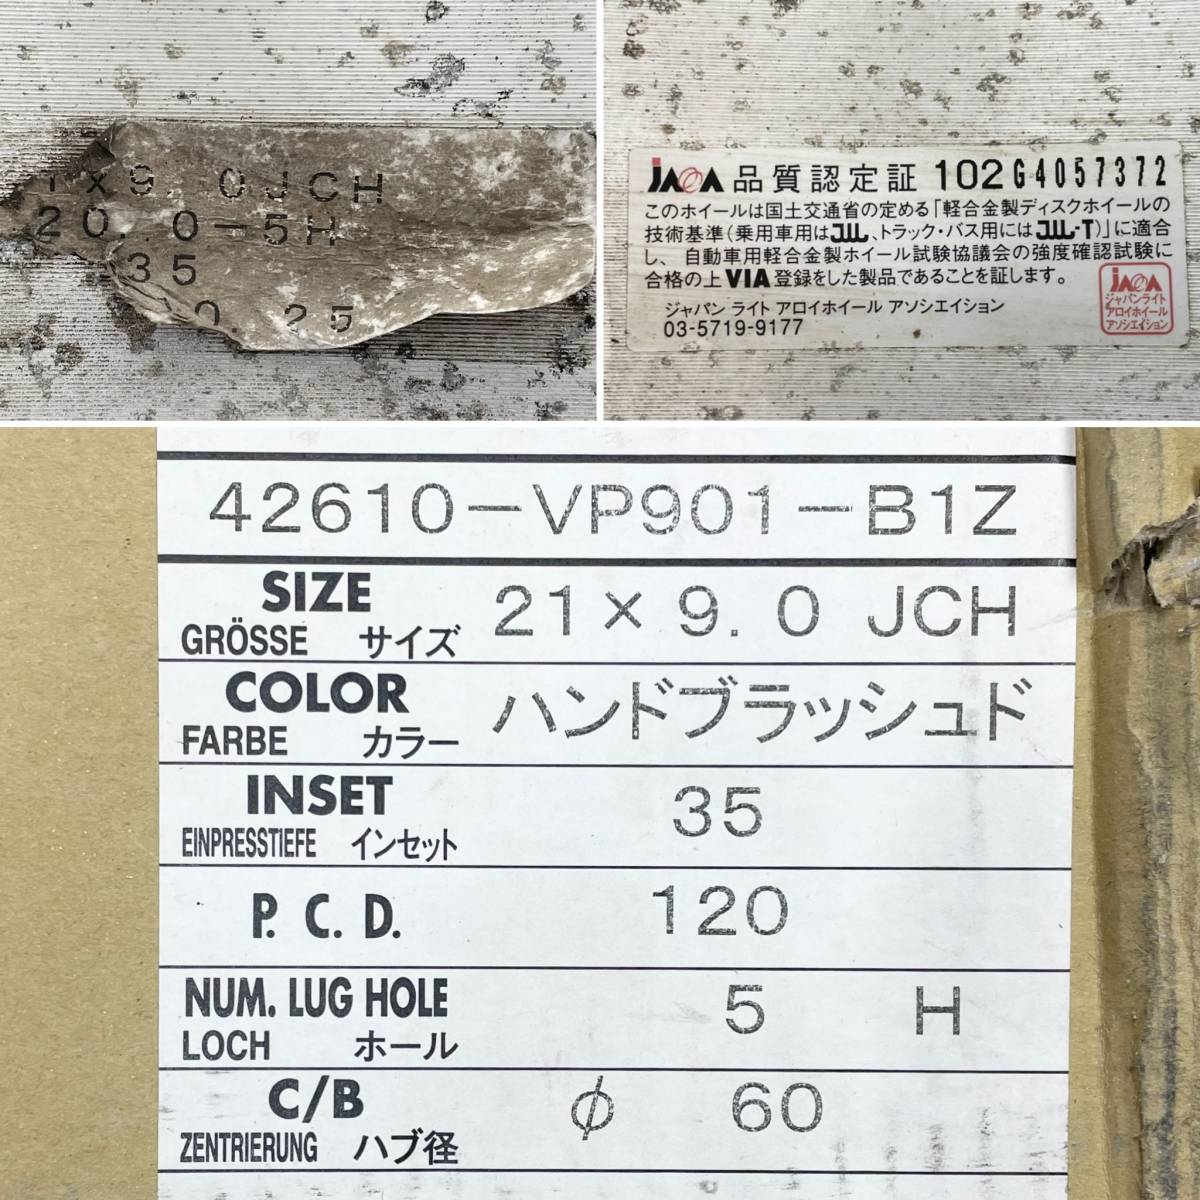 x9.0JCH
20.0-5H
35
0.25
JAWA 品質認定証 102G4057372
このホイールは国土交通省の定める「軽合金製ディスクホイールの
技術基準(乗用車用はJWL、トラック・バス用にはJWL-T)」に適合
し、自動車用軽合金製ホイール試験協議会の強度確認試験に
合格の上VIA登録をした製品であることを証します。
ジャパン ライト アロイホイール アソシエイション
03-5719-9177
JAWA
ジャパンライト
アロイホイール
アソシエイション
42610-VP901-B1Z
SIZE
GRÖSSE サイズ 21×9.0 JCH
COLOR
FARBE カラー ハンドブラッシュド
INSET
EINPRESSTIEFE インセット 35
P.C.D. 120
NUM. LUG HOLE
LOCH ホール 5 H
C/B
ZENTRIERUNG ハブ径 φ 60